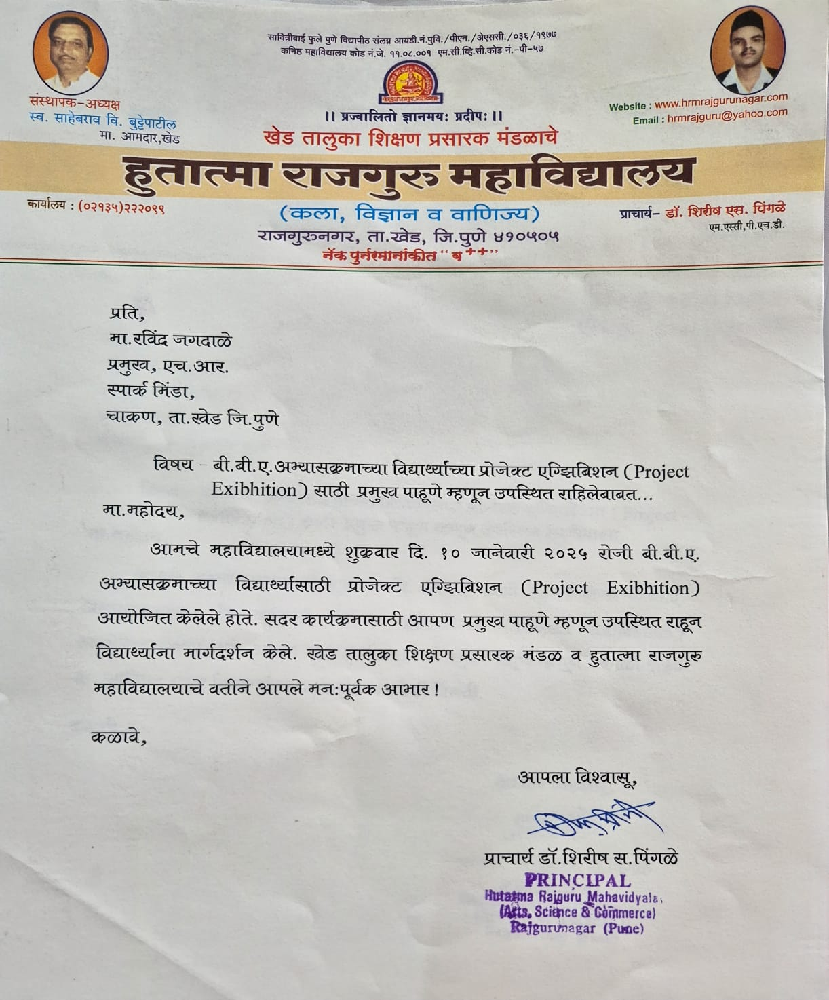 सावित्रीबाई फुले पुणे विद्यापीठ संलग्न आयडी.नं.पुवि./पीएन./अेएससी./०३६/१९७७
कनिष्ठ महाविद्यालय कोड नं.जे. ११.०८.००१ एम.सी.व्हि.सी.कोड नं.-पी-५७
।। प्रज्वालितो ज्ञानमयः प्रदीपः।।
संस्थापक-अध्यक्ष
स्व. साहेबराव वि. बुट्टेपाटील
मा. आमदार,खेड
Website : www.hrmrajgurunagar.com
Email : hrmrajguru@yahoo.com
खेड तालुका शिक्षण प्रसारक मंडळाचे
हुतात्मा राजगुरु महाविद्यालय
कार्यालय : (०२१३५)२२२०९९
(कला, विज्ञान व वाणिज्य)
प्राचार्य- डॉ. शिरीष एस. पिंगळे
एम.एस्सी,पी.एच.डी.
राजगुरुनगर, ता.खेड, जि.पुणे ४१०५०५
नॅक पुर्नरमानांकीत "ब++"
प्रति,
मा.रविंद्र जगदाळे
प्रमुख, एच.आर.
स्पार्क मिंडा,
चाकण, ता.खेड जि.पुणे
विषय - बी.बी.ए.अभ्यासक्रमाच्या विद्यार्थ्यांच्या प्रोजेक्ट एग्झिबिशन (Project
Exibhition) साठी प्रमुख पाहूणे म्हणून उपस्थित राहिलेबाबत...
मा.महोदय,
आमचे महाविद्यालयामध्ये शुक्रवार दि. १० जानेवारी २०२५ रोजी बी.बी.ए.
अभ्यासक्रमाच्या विद्यार्थ्यांसाठी प्रोजेक्ट एग्झिबिशन (Project Exibhition)
आयोजित केलेले होते. सदर कार्यक्रमासाठी आपण प्रमुख पाहूणे म्हणून उपस्थित राहून
विद्यार्थ्यांना मार्गदर्शन केले. खेड तालुका शिक्षण प्रसारक मंडळ व हुतात्मा राजगुरु
महाविद्यालयाचे वतीने आपले मन:पूर्वक आभार!
कळावे,
आपला विश्वासू,
प्राचार्य डॉ.शिरीष स.पिंगळे
PRINCIPAL
Hutatma Rajguru Mahavidyala,
(Arts, Science & Commerce)
Rajgurunagar (Pune)